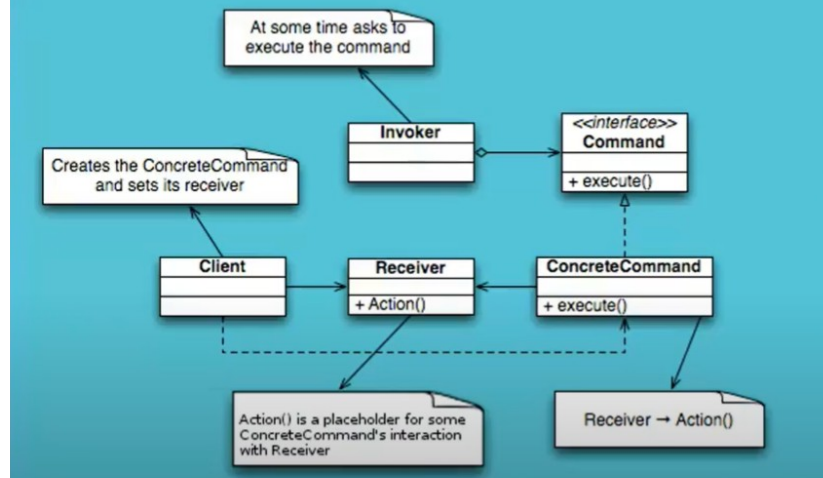 At some time asks to
execute the command
Invoker
<<interface>>
Command
+ execute()
Creates the ConcreteCommand
and sets its receiver
Client
Receiver
+ Action()
ConcreteCommand
+ execute()
Action() is a placeholder for some
ConcreteCommand's interaction
with Receiver
Receiver → Action()